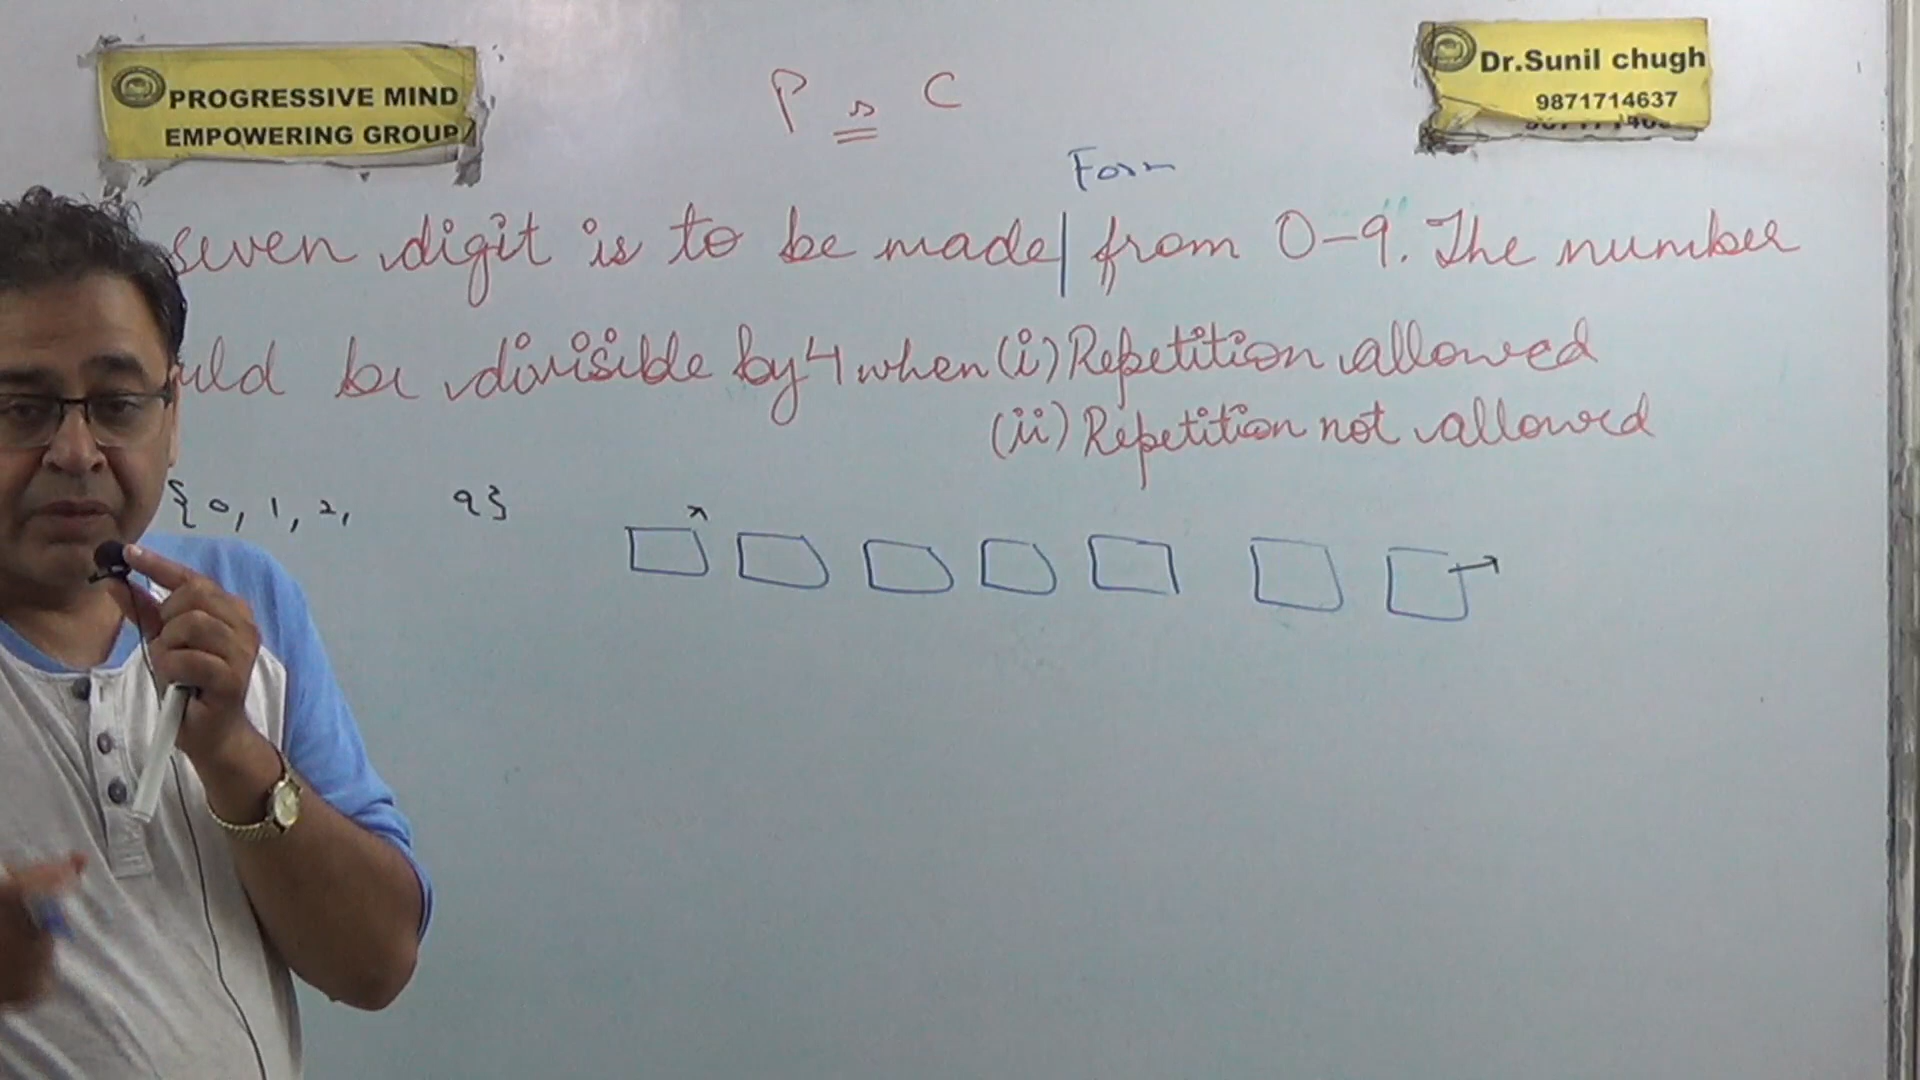 PROGRESSIVE MIND
EMPOWERING GROUP
Dr.Sunil chugh
9871714637
P n C
Form
seven digit is to be made from 0-9. The number
uld be divisible by 4 when (i) Repetition allowed
(ii) Repetition not allowed
{0, 1, 2, 9}
x